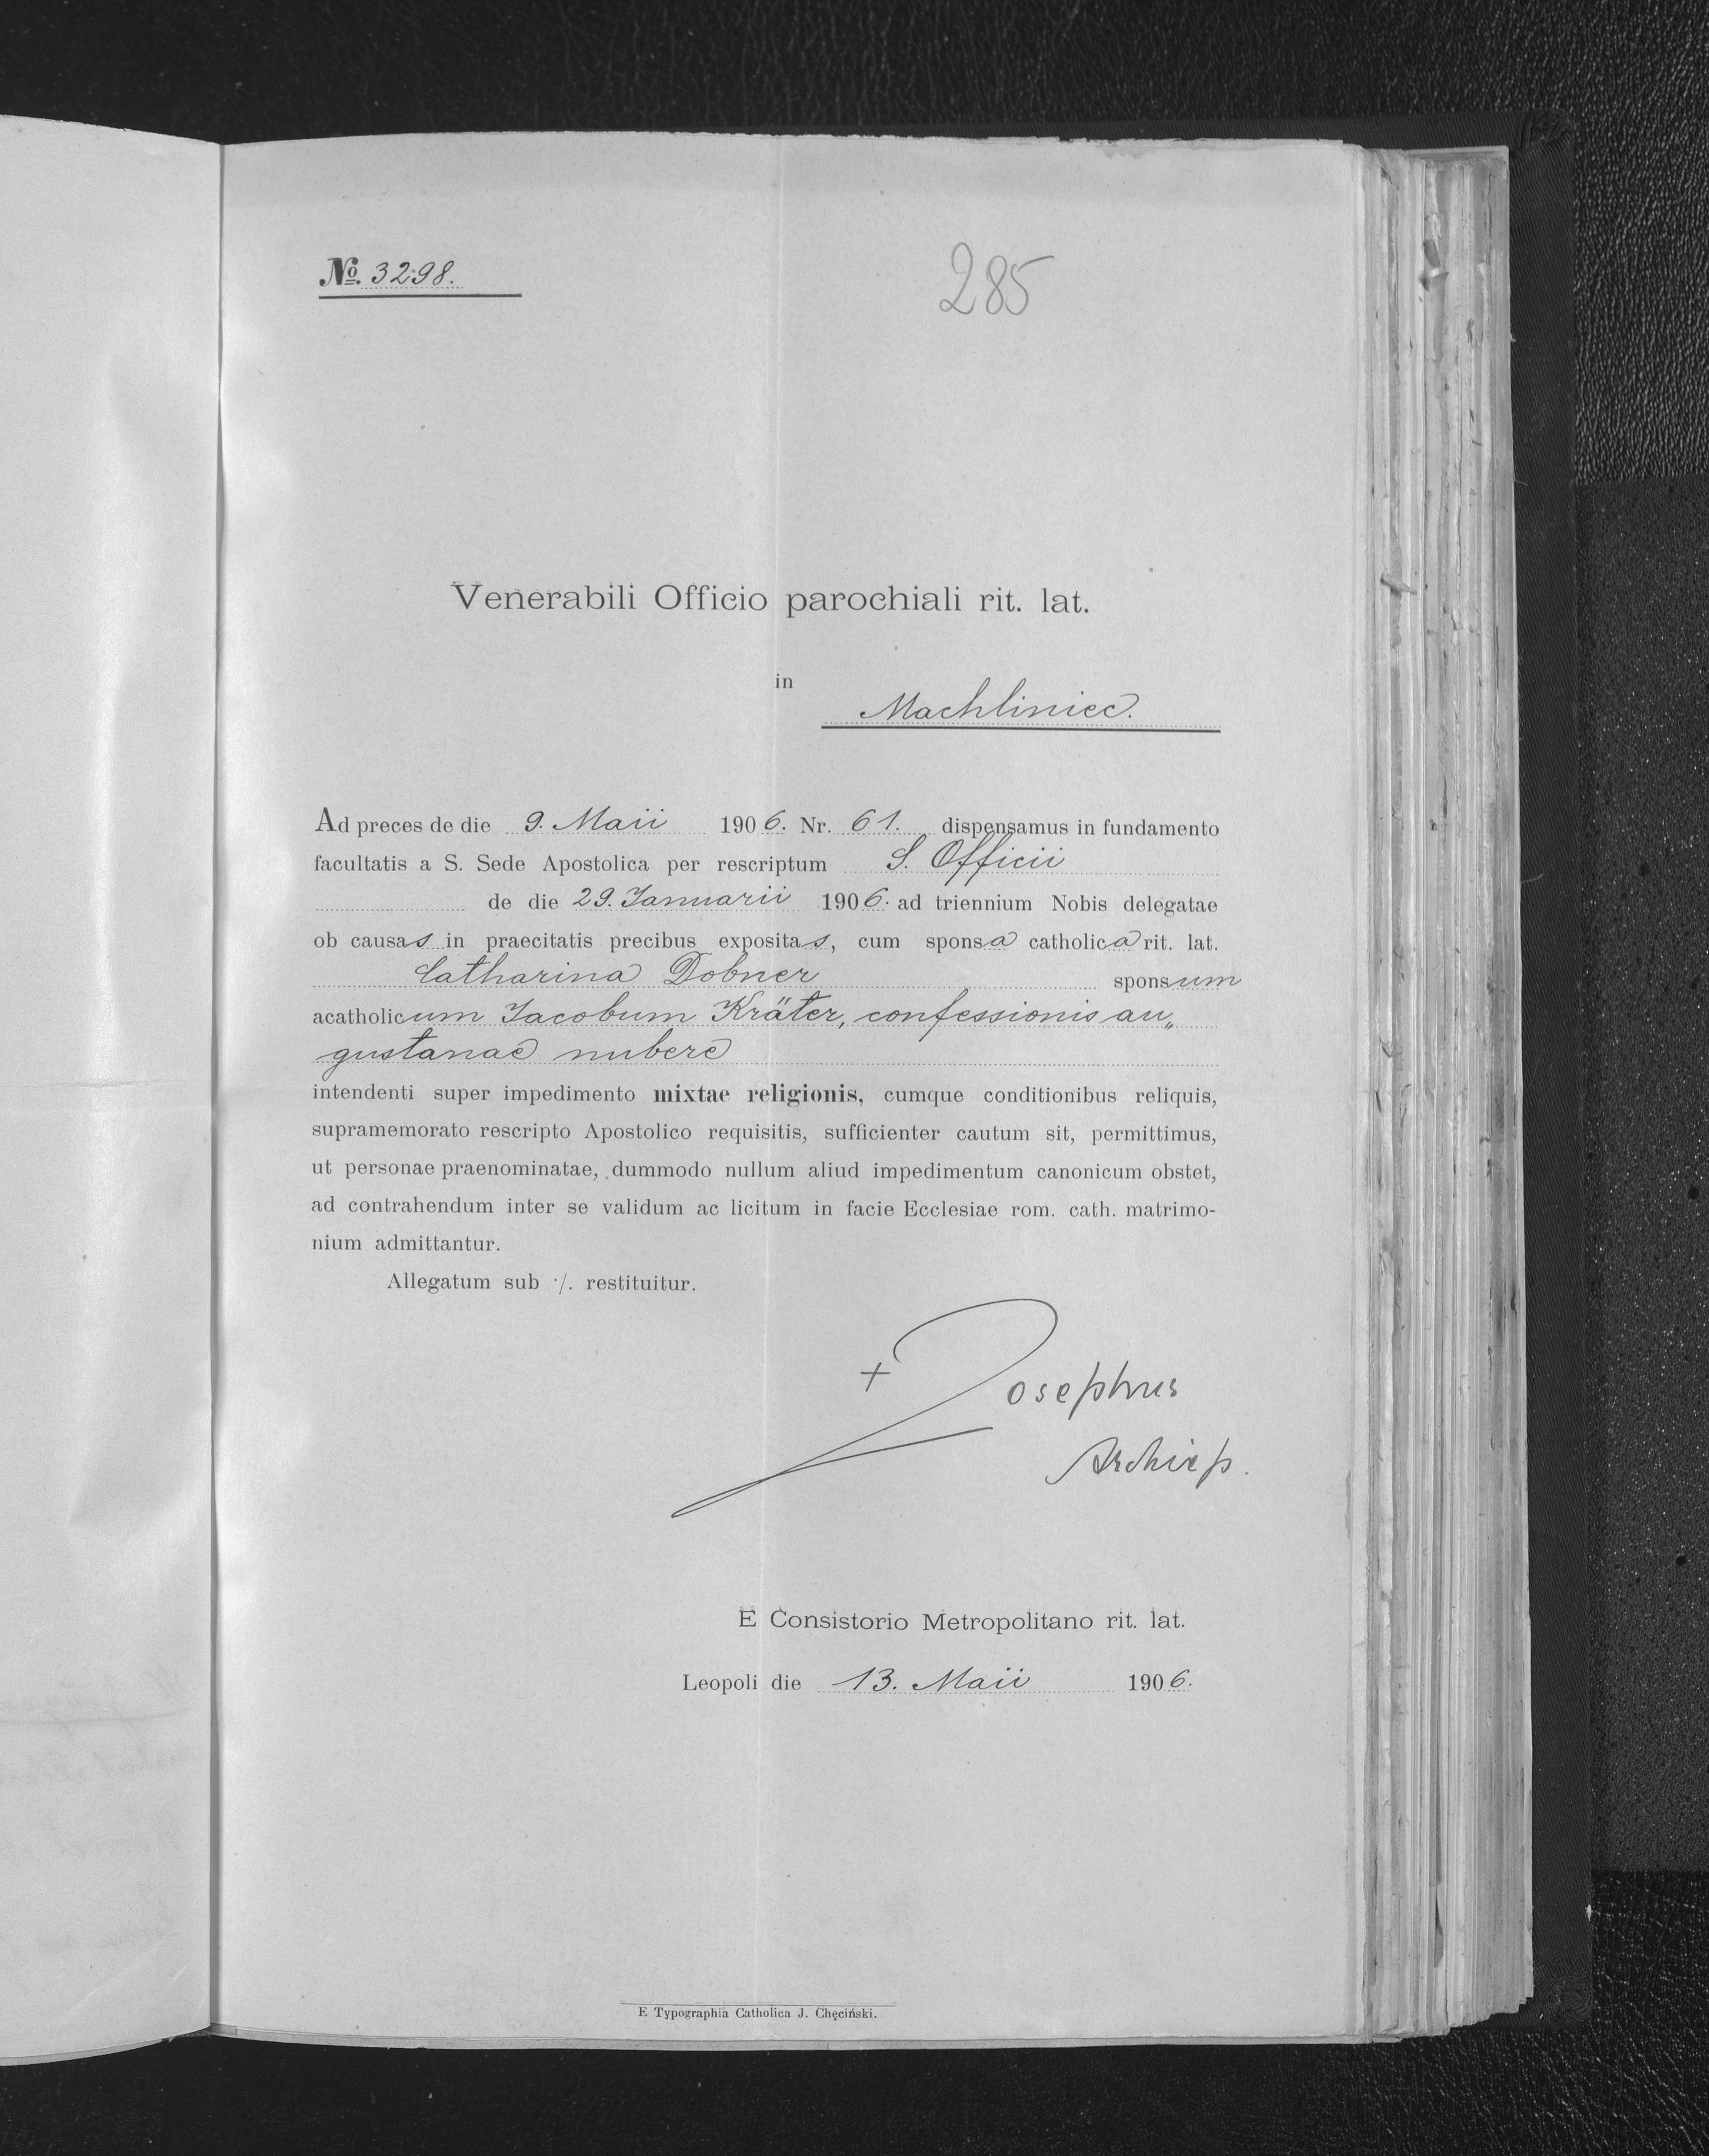 №. 3298.
285
Venerabili Officio parochiali rit. lat.
in
Machliniec.
Ad preces de die 9. Maii 1906. Nr. 61. dispensamus in fundamento
facultatis a S. Sede Apostolica per rescriptum S. Officii
de die 29. Januarii 1906. ad triennium Nobis delegatae
ob causas in praecitatis precibus expositas, cum sponsa catholica rit. lat.
Catharina Dobner sponsum
acatholicum Jacobum Kräter, confessionis au„
gustanae nubere
intendenti super impedimento mixtae religionis, cumque conditionibus reliquis,
supramemorato rescripto Apostolico requisitis, sufficienter cautum sit, permittimus,
ut personae praenominatae, dummodo nullum aliud impedimentum canonicum obstet,
ad contrahendum inter se validum ac licitum in facie Ecclesiae rom. cath. matrimo-
nium admittantur.
Allegatum sub ·/. restituitur.
+ Josephus
Archiep.
E Consistorio Metropolitano rit. lat.
Leopoli die 13. Maii 1906.
E Typographia Catholica J. Chęciński.